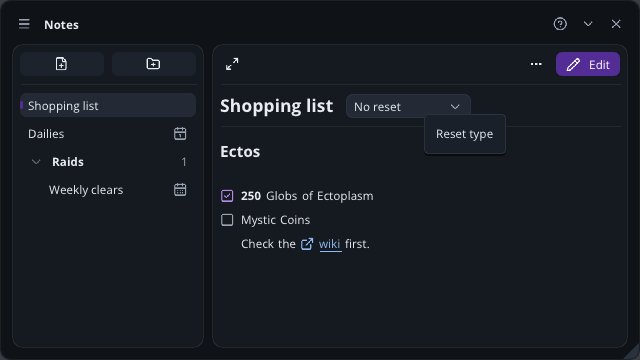 Notes
Shopping list
Dailies
1
Raids
1
Weekly clears
Edit
Shopping list
No reset
Reset type
Ectos
250 Globs of Ectoplasm
Mystic Coins
Check the wiki first.